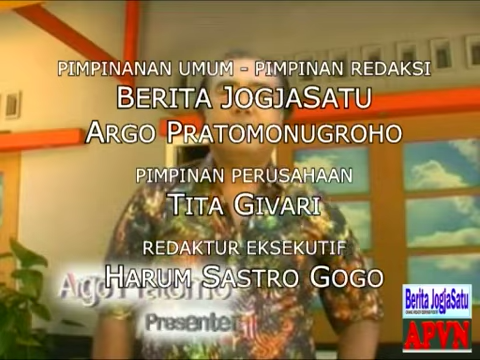 PIMPINANAN UMUM - PIMPINAN REDAKSI
BERITA JOGJASATU
ARGO PRATOMONUGROHO
PIMPINAN PERUSAHAAN
TITA GIVARI
REDAKTUR EKSEKUTIF
HARUM SASTRO GOGO
Presenter
Berita JogjaSatu
APVN